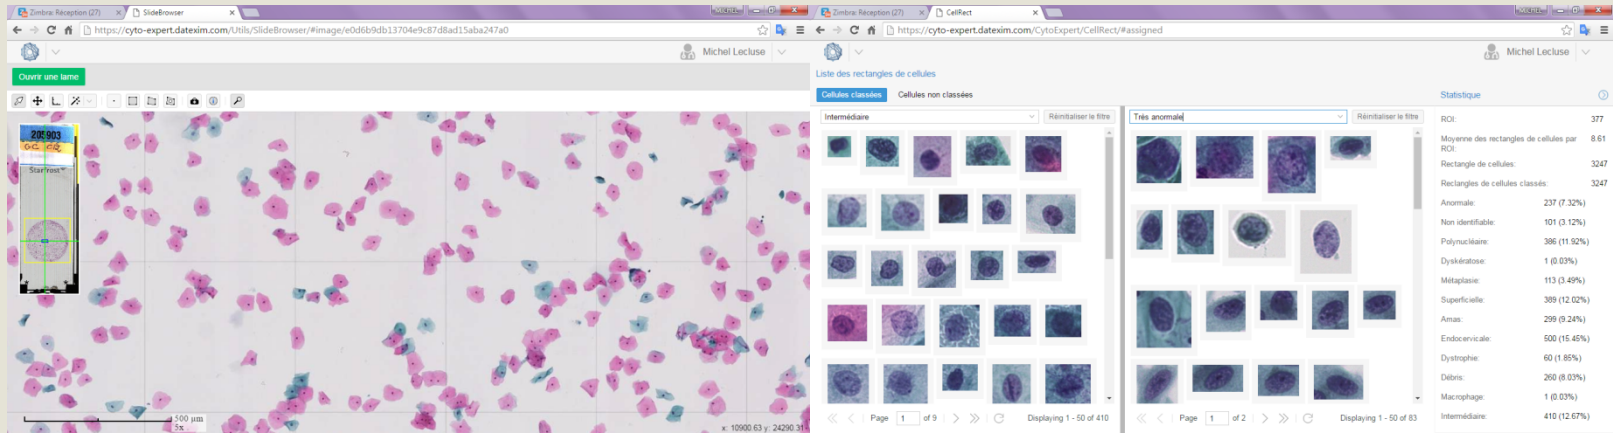 Zimbra: Réception (27)
SlideBrowser
https://cyto-expert.datexim.com/Utils/SlideBrowser/#image/e0d6b9db13704e9c87d8ad15aba247a0
Michel Lecluse
Ouvrir une lame
205903
500 µm
5x
x: 10900.63 y: 24290.31
Zimbra: Réception (27)
CellRect
https://cyto-expert.datexim.com/CytoExpert/CellRect/#assigned
Michel Lecluse
Liste des rectangles de cellules
Cellules classées
Cellules non classées
Intermédiaire
Réinitialiser le filtre
Page 1 of 9
Displaying 1 - 50 of 410
Trés anormale
Réinitialiser le filtre
Page 1 of 2
Displaying 1 - 50 of 83
Statistique
ROI: 377
Moyenne des rectangles de cellules par 8.61
ROI:
Rectangle de cellules: 3247
Reclangles de cellules classés: 3247
Anormale: 237 (7.32%)
Non identifiable: 101 (3.12%)
Polynucléaire: 386 (11.92%)
Dyskératose: 1 (0.03%)
Métaplasie: 113 (3.49%)
Superficielle: 389 (12.02%)
Amas: 299 (9.24%)
Endocervicale: 500 (15.45%)
Dystrophie: 60 (1.85%)
Débris: 260 (8.03%)
Macrophage: 1 (0.03%)
Intermédiaire: 410 (12.67%)